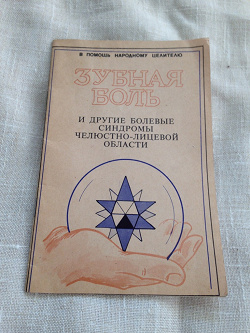 В ПОМОЩЬ НАРОДНОМУ ЦЕЛИТЕЛЮ
ЗУБНАЯ
БОЛЬ
И ДРУГИЕ БОЛЕВЫЕ
СИНДРОМЫ
ЧЕЛЮСТНО-ЛИЦЕВОЙ
ОБЛАСТИ